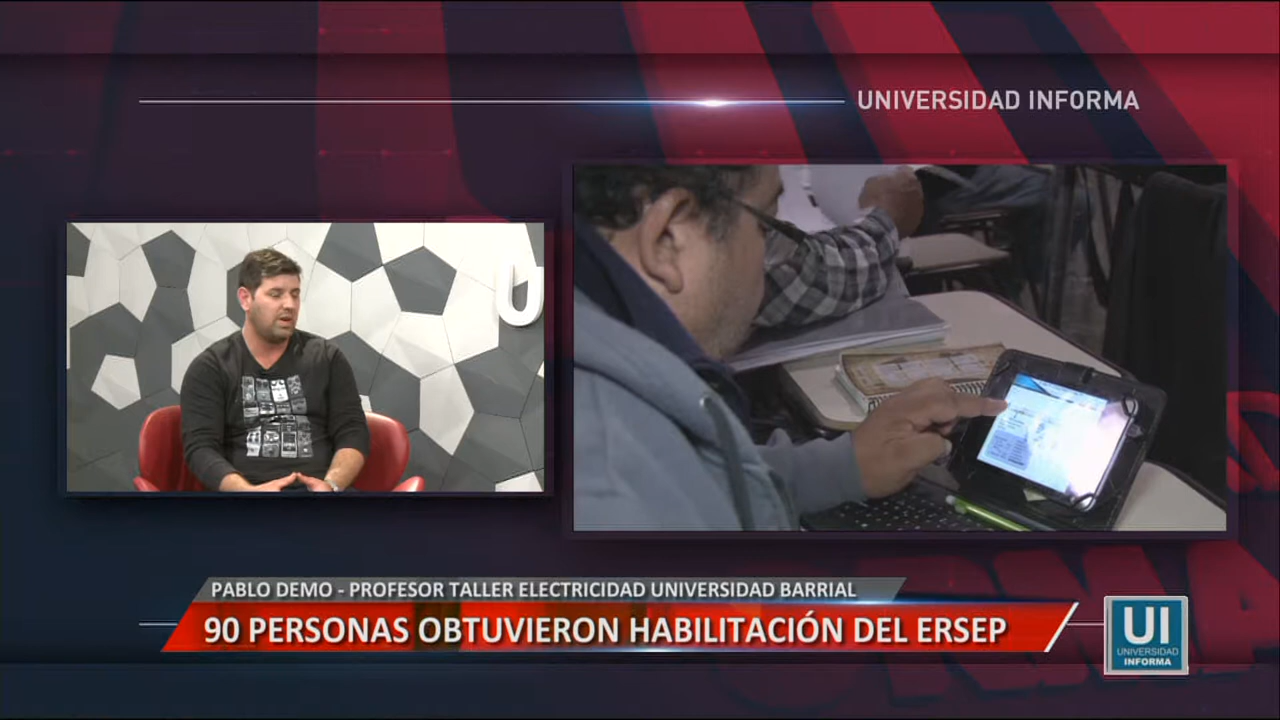 UNIVERSIDAD INFORMA
U
PABLO DEMO - PROFESOR TALLER ELECTRICIDAD UNIVERSIDAD BARRIAL
90 PERSONAS OBTUVIERON HABILITACIÓN DEL ERSEP
UI
UNIVERSIDAD
INFORMA